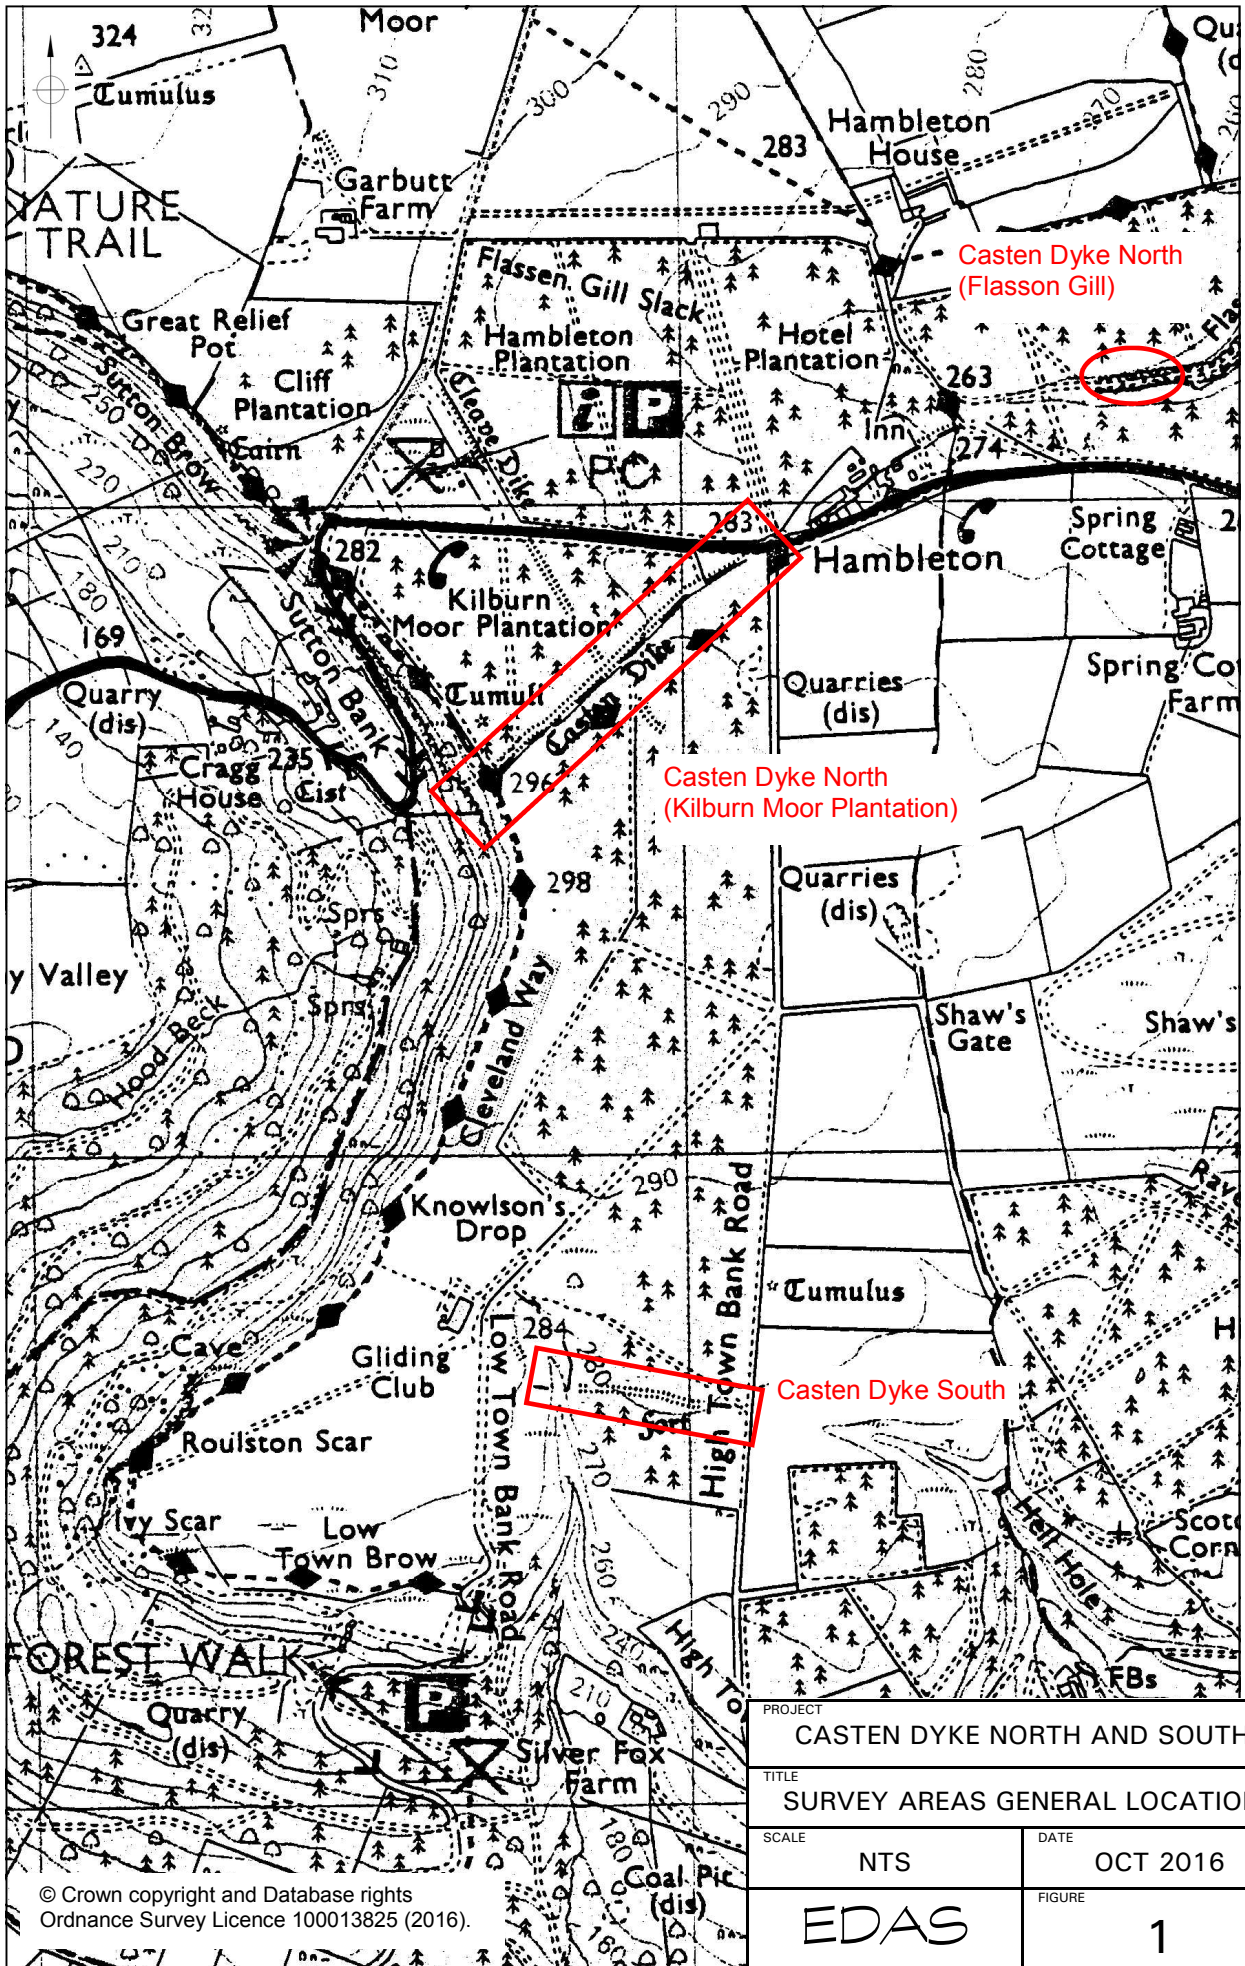 324
Moor
Tumulus
310
300
290
280
270
283
Hambleton
House
Garbutt
Farm
NATURE
TRAIL
Casten Dyke North
(Flasson Gill)
Flassen Gill Slack
Great Relief
Pot
Hambleton
Plantation
Hotel
Plantation
Cliff
Plantation
Sutton Brow
250
Cleave Dike
i
P
263
Inn
Cairn
274
PC
220
210
180
283
282
Hambleton
Spring
Cottage
Kilburn
Moor Plantation
Sutton Bank
169
Casten Dike
Quarry
(dis)
Tumuli
Quarries
(dis)
Farm
140
Cragg
House
235
Cist
296
Casten Dyke North
(Kilburn Moor Plantation)
298
Quarries
(dis)
Sprs
y Valley
Sprs
Hood Beck
Cleveland Way
Shaw's
Gate
Shaw's
290
Knowlson's
Drop
High Town Bank Road
Tumulus
284
Cave
Gliding
Club
Low Town Bank Road
280
Casten Dyke South
Fort
Roulston Scar
270
Ivy Scar
Low
Town Brow
260
Hell Hole
FOREST WALK
240
210
P
Quarry
(dis)
Silver Fox
Farm
FBs
180
Coal Pit
(dis)
160
PROJECT
CASTEN DYKE NORTH AND SOUTH
TITLE
SURVEY AREAS GENERAL LOCATION
SCALE
NTS
DATE
OCT 2016
EDAS
FIGURE
1
© Crown copyright and Database rights
Ordnance Survey Licence 100013825 (2016).